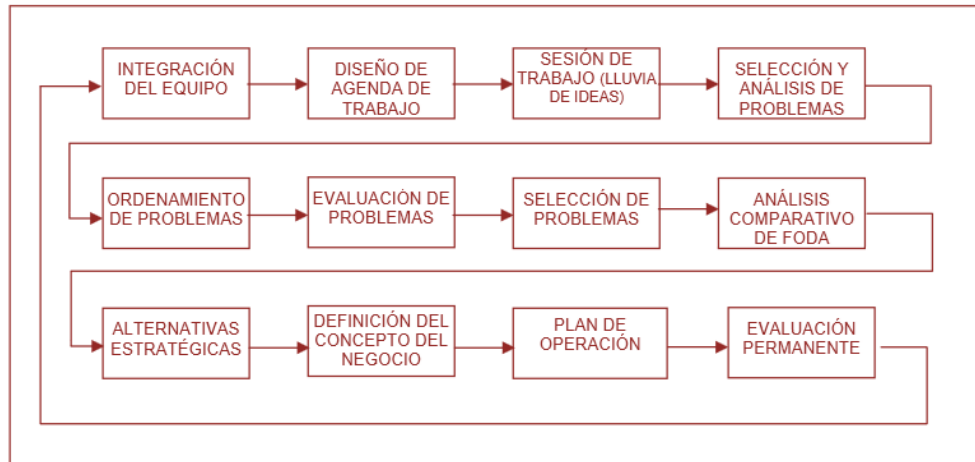 INTEGRACIÓN
DEL EQUIPO
DISEÑO DE
AGENDA DE
TRABAJO
SESIÓN DE
TRABAJO (LLUVIA
DE IDEAS)
SELECCIÓN Y
ANÁLISIS DE
PROBLEMAS
ORDENAMIENTO
DE PROBLEMAS
EVALUACIÓN DE
PROBLEMAS
SELECCIÓN DE
PROBLEMAS
ANÁLISIS
COMPARATIVO
DE FODA
ALTERNATIVAS
ESTRATÉGICAS
DEFINICIÓN DEL
CONCEPTO DEL
NEGOCIO
PLAN DE
OPERACIÓN
EVALUACIÓN
PERMANENTE